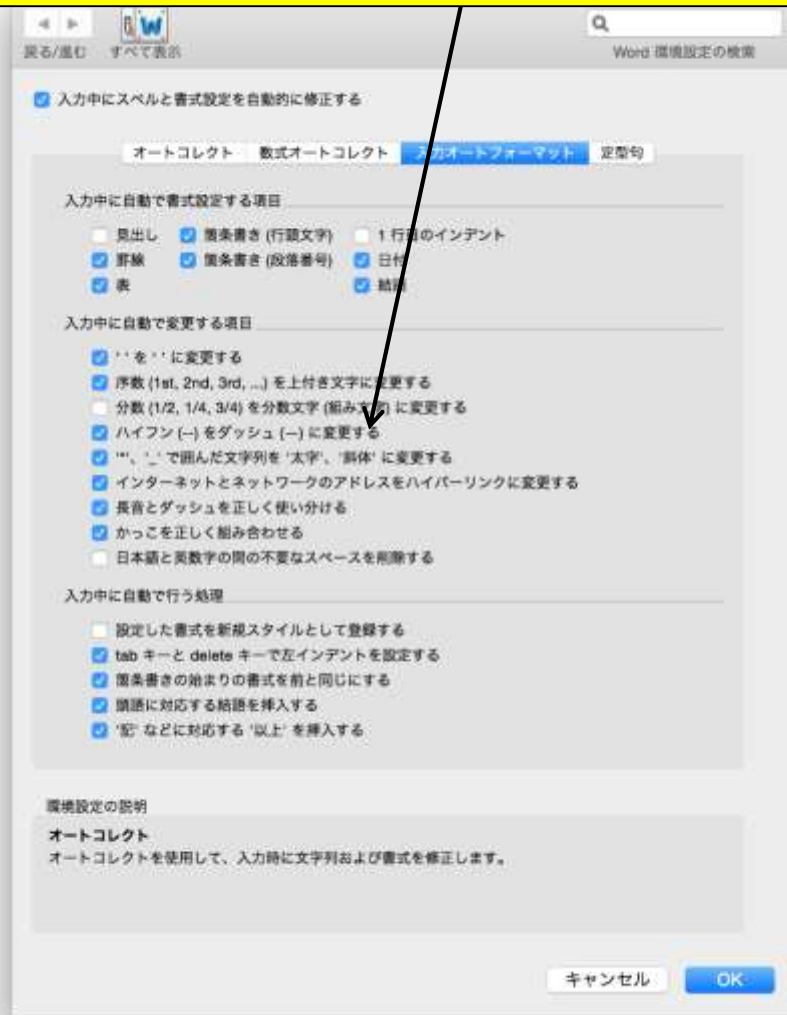 戻る/進む すべて表示 Word 環境設定の検索
入力中にスペルと書式設定を自動的に修正する
オートコレクト 数式オートコレクト 入力オートフォーマット 定型句
入力中に自動で書式設定する項目
見出し 箇条書き (行頭文字) 1 行目のインデント
罫線 箇条書き (段落番号) 日付
表 結語
入力中に自動で変更する項目
' ' を ' ' に変更する
序数 (1st, 2nd, 3rd, ...) を上付き文字に変更する
分数 (1/2, 1/4, 3/4) を分数文字 (組み文字) に変更する
ハイフン (--) をダッシュ (—) に変更する
'*'、'_' で囲んだ文字列を '太字'、'斜体' に変更する
インターネットとネットワークのアドレスをハイパーリンクに変更する
長音とダッシュを正しく使い分ける
かっこを正しく組み合わせる
日本語と英数字の間の不要なスペースを削除する
入力中に自動で行う処理
設定した書式を新規スタイルとして登録する
tab キーと delete キーで左インデントを設定する
箇条書きの始まりの書式を前と同じにする
頭語に対応する結語を挿入する
'記' などに対応する '以上' を挿入する
環境設定の説明
オートコレクト
オートコレクトを使用して、入力時に文字列および書式を修正します。
キャンセル OK